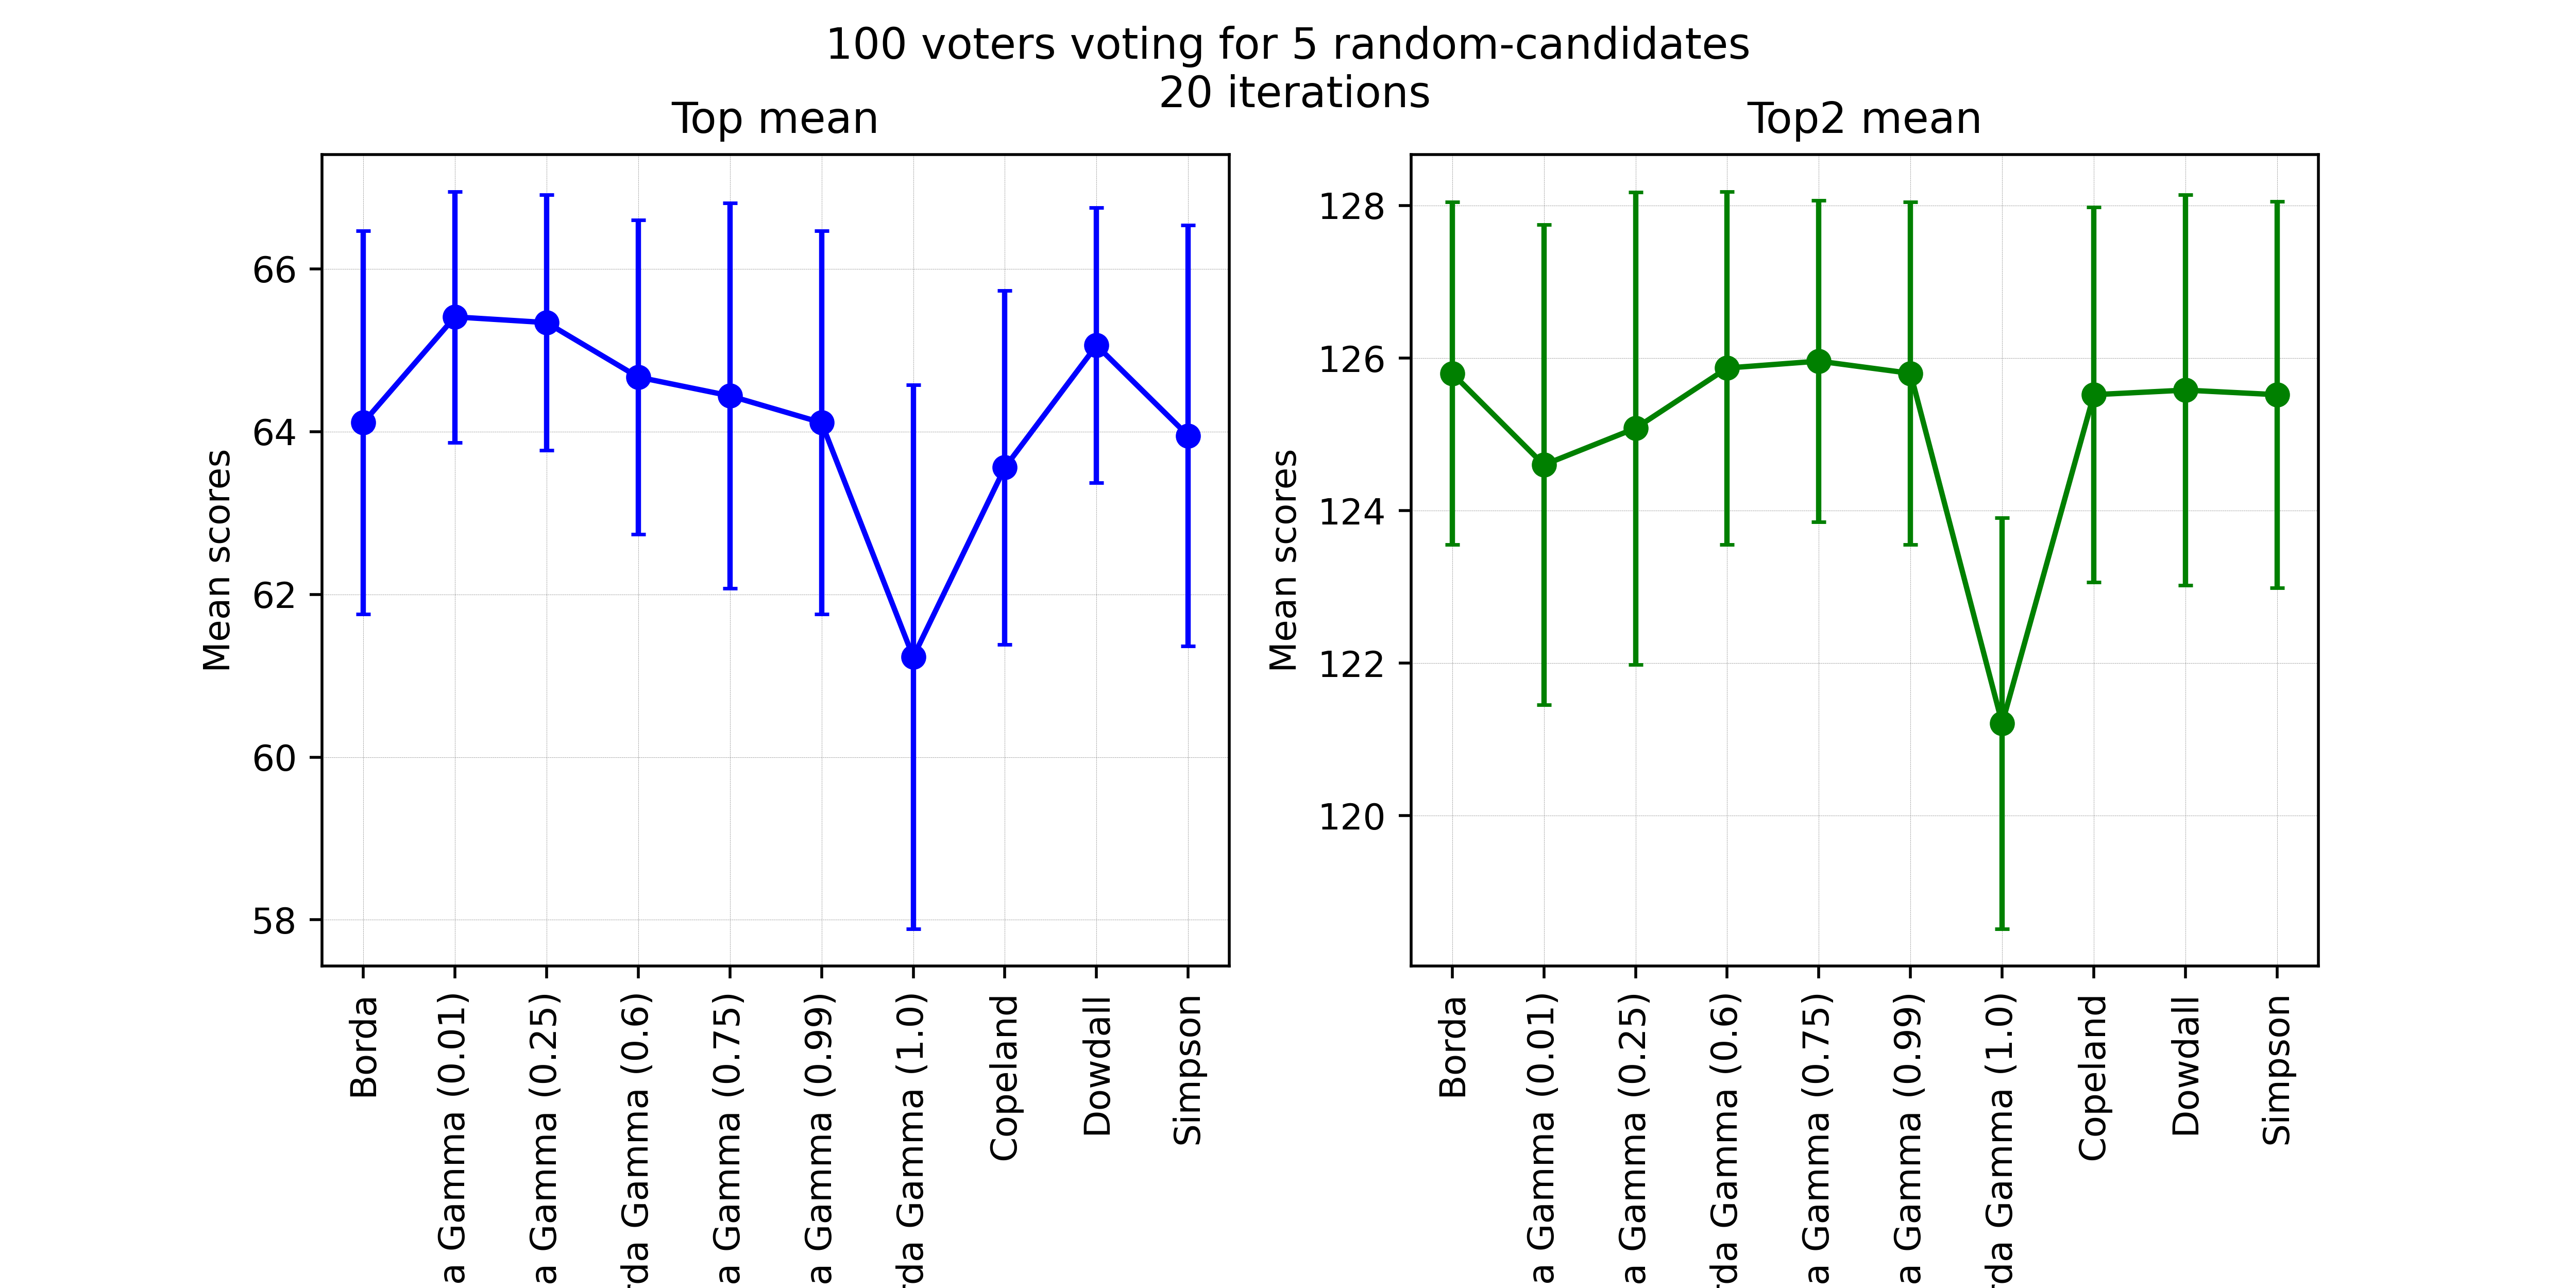 100 voters voting for 5 random-candidates
20 iterations
Top mean
Mean scores
66
64
62
60
58
Borda
a Gamma (0.01)
a Gamma (0.25)
rda Gamma (0.6)
a Gamma (0.75)
a Gamma (0.99)
rda Gamma (1.0)
Copeland
Dowdall
Simpson
Top2 mean
Mean scores
128
126
124
122
120
Borda
a Gamma (0.01)
a Gamma (0.25)
rda Gamma (0.6)
a Gamma (0.75)
a Gamma (0.99)
rda Gamma (1.0)
Copeland
Dowdall
Simpson